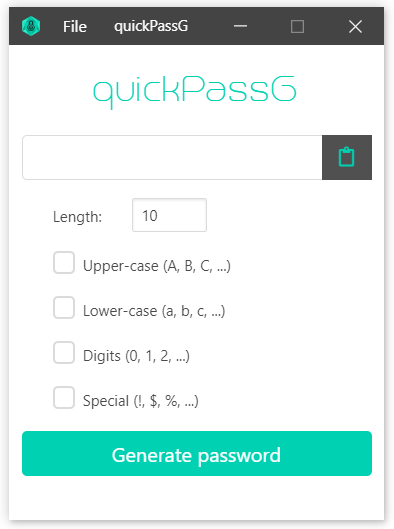 File quickPassG
quickPassG
Length: 10
Upper-case (A, B, C, ...)
Lower-case (a, b, c, ...)
Digits (0, 1, 2, ...)
Special (!, $, %, ...)
Generate password